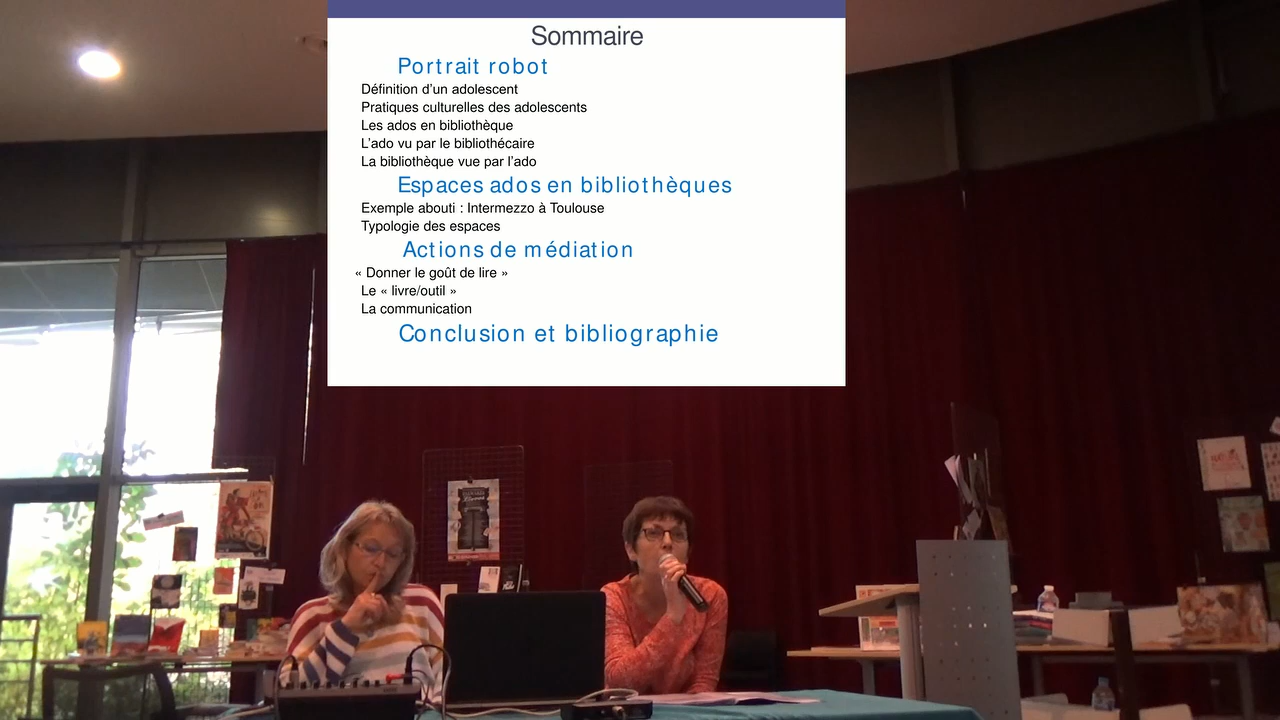 Sommaire
Portrait robot
Définition d'un adolescent
Pratiques culturelles des adolescents
Les ados en bibliothèque
L'ado vu par le bibliothécaire
La bibliothèque vue par l'ado
Espaces ados en bibliothèques
Exemple abouti : Intermezzo à Toulouse
Typologie des espaces
Actions de médiation
« Donner le goût de lire »
Le « livre/outil »
La communication
Conclusion et bibliographie